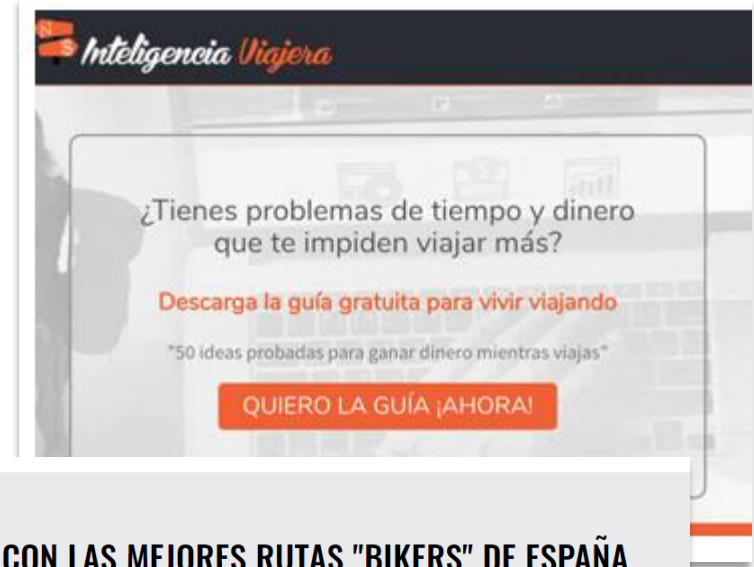 N
S
Inteligencia Viajera
¿Tienes problemas de tiempo y dinero
que te impiden viajar más?
Descarga la guía gratuita para vivir viajando
"50 ideas probadas para ganar dinero mientras viajas"
QUIERO LA GUÍA ¡AHORA!
CON LAS MEJORES RUTAS "BIKERS" DE ESPAÑA